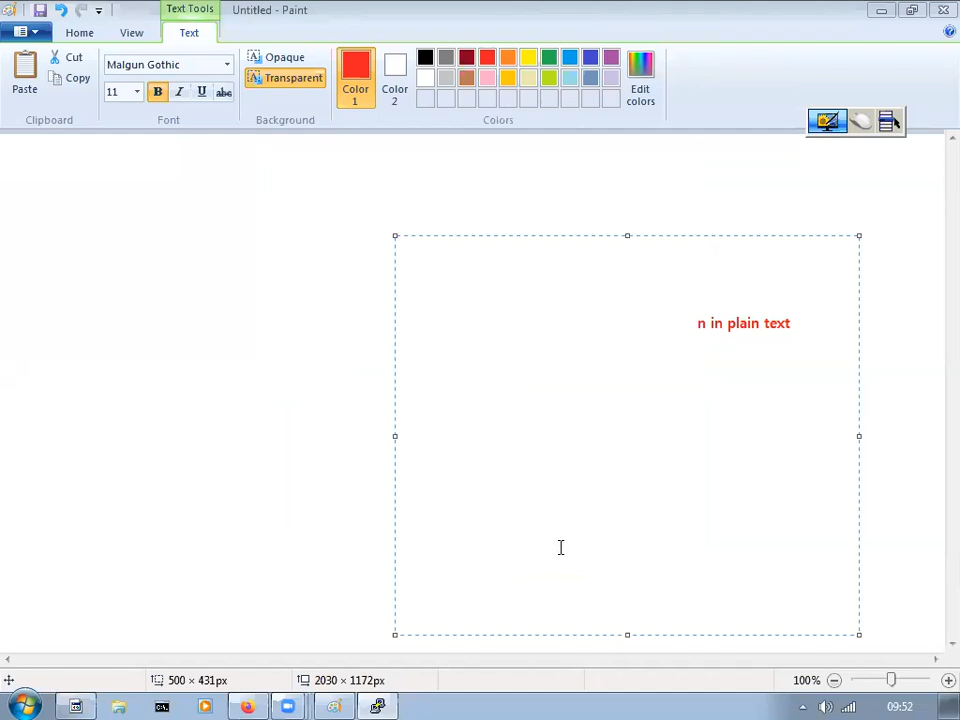 Text Tools
Untitled - Paint
Home
View
Text
Paste
Cut
Copy
Clipboard
Malgun Gothic
11
B
I
U
abc
Font
A Opaque
A Transparent
Background
Color
1
Color
2
Edit
colors
Colors
n in plain text
500 × 431px
2030 × 1172px
100%
09:52